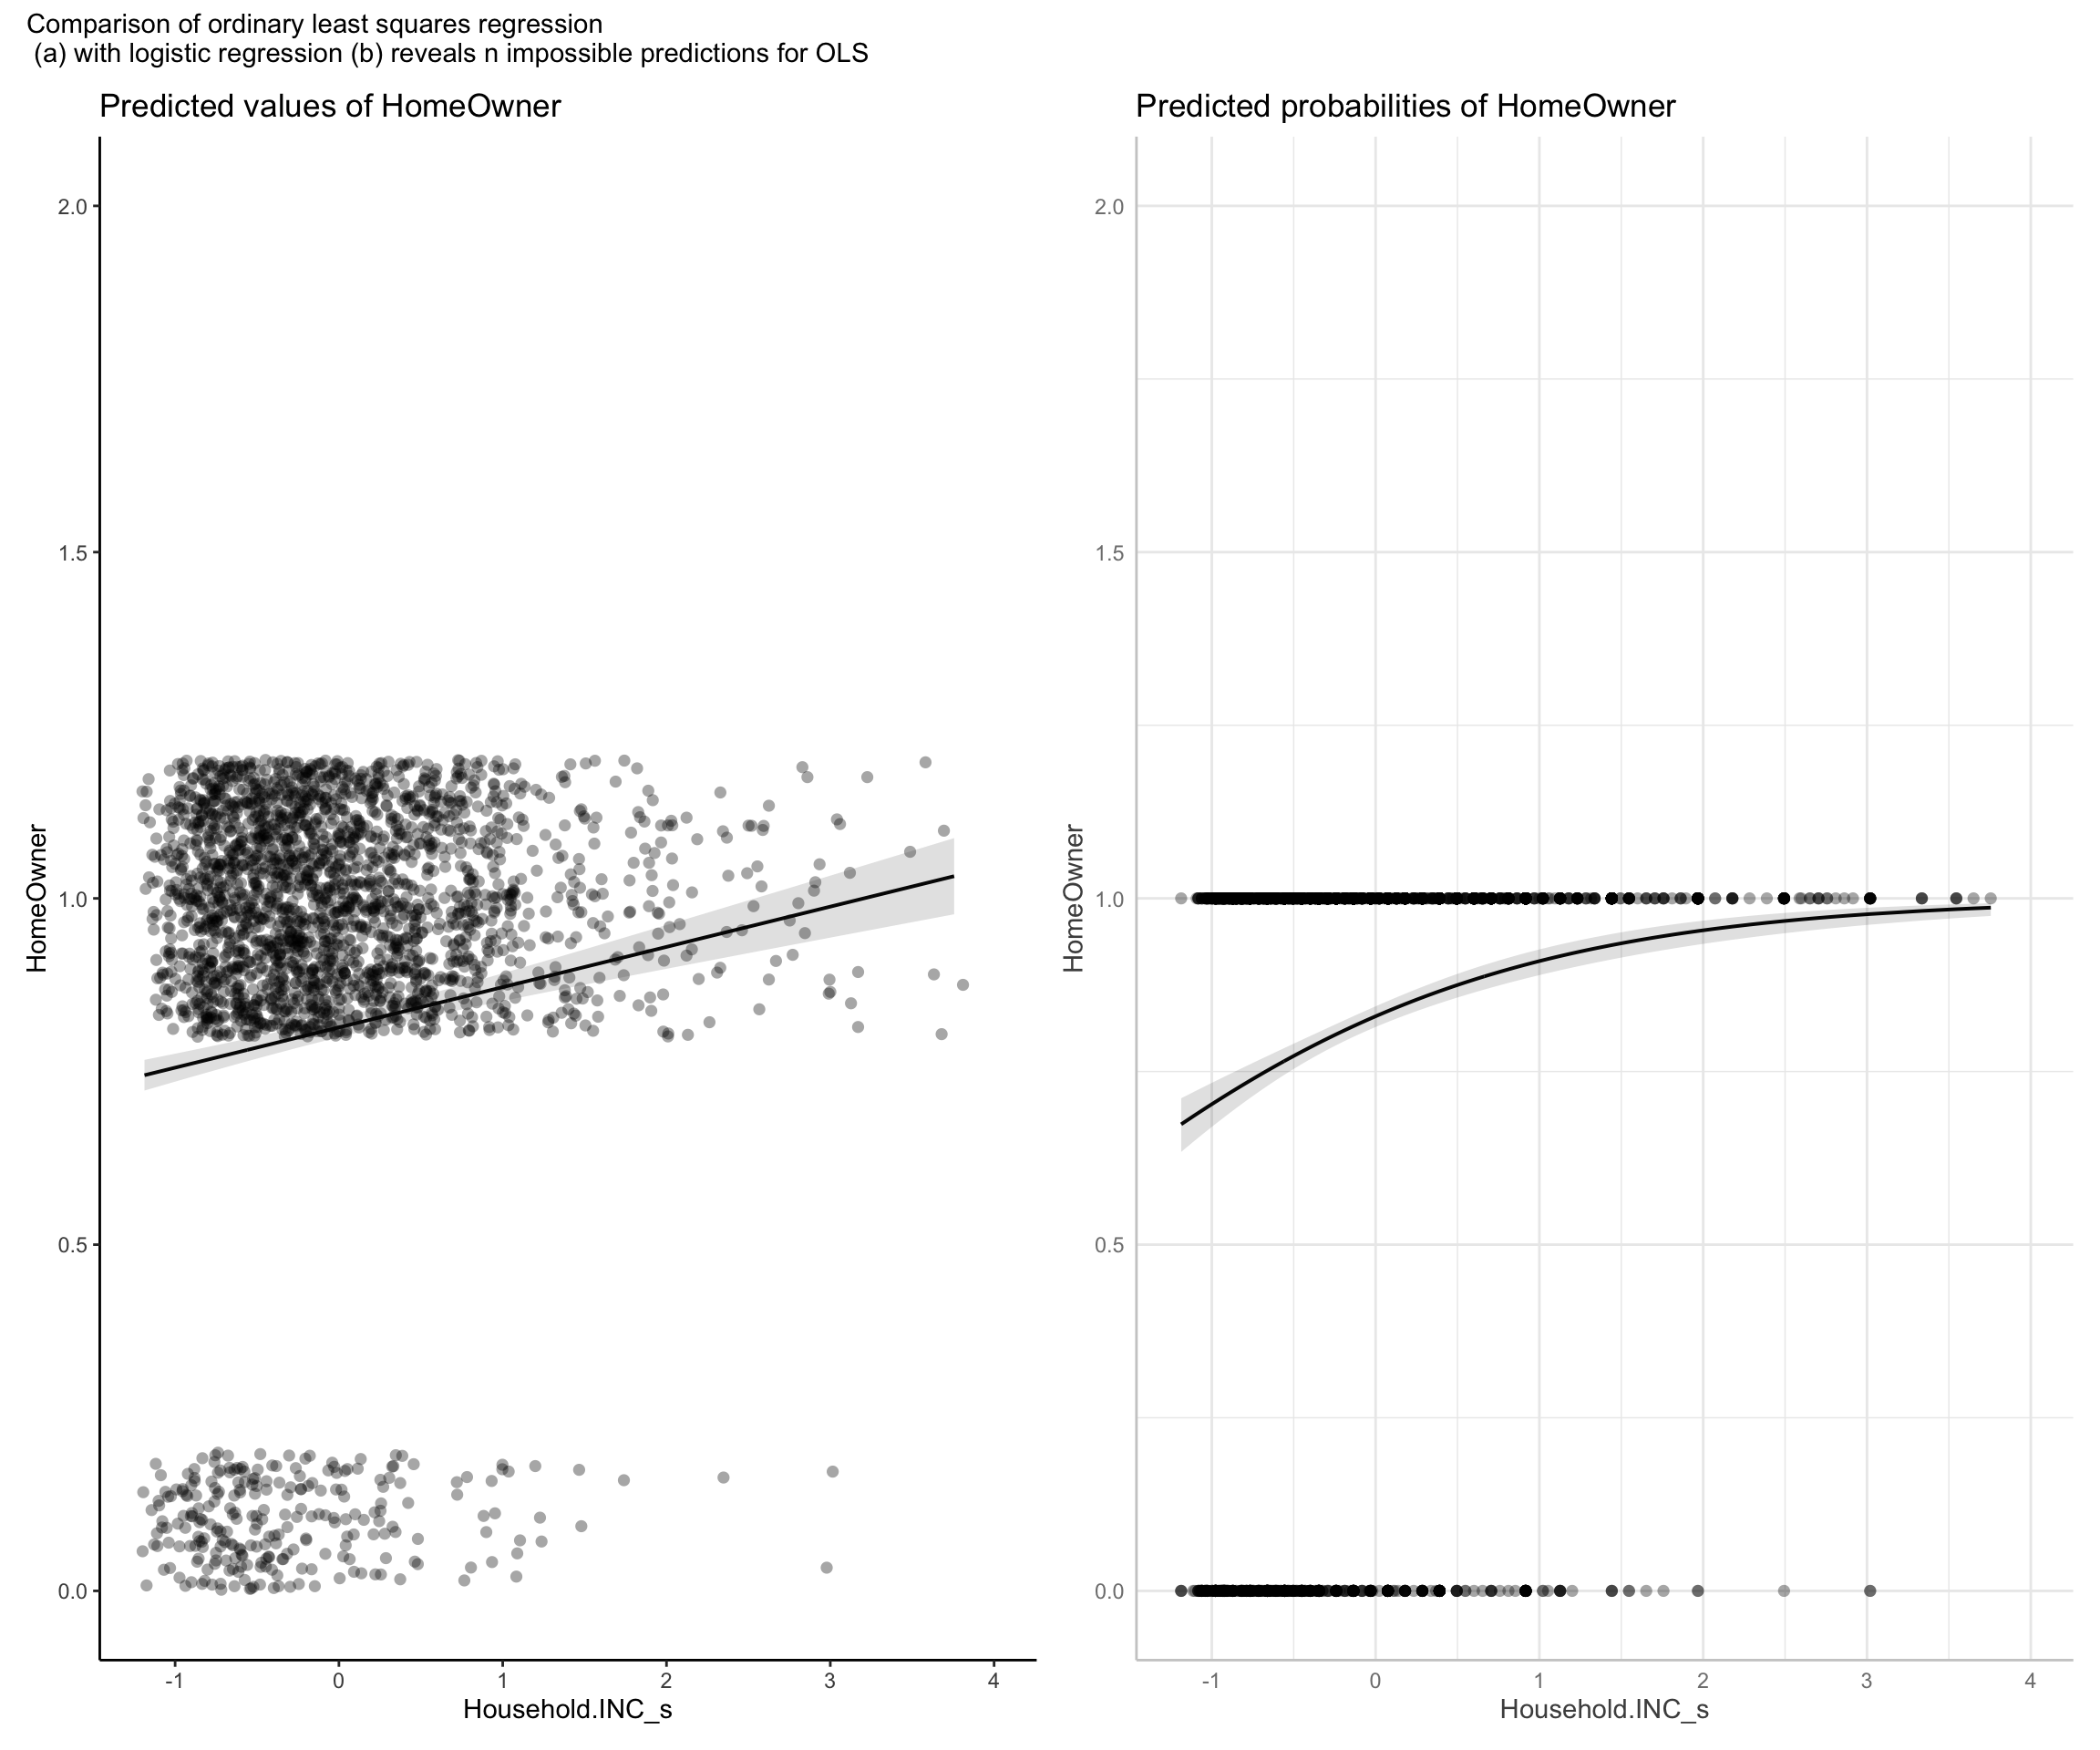 Comparison of ordinary least squares regression
(a) with logistic regression (b) reveals n impossible predictions for OLS
Predicted values of HomeOwner
2.0
1.5
1.0
0.5
0.0
HomeOwner
-1 0 1 2 3 4
Household.INC_s
Predicted probabilities of HomeOwner
2.0
1.5
1.0
0.5
0.0
HomeOwner
-1 0 1 2 3 4
Household.INC_s